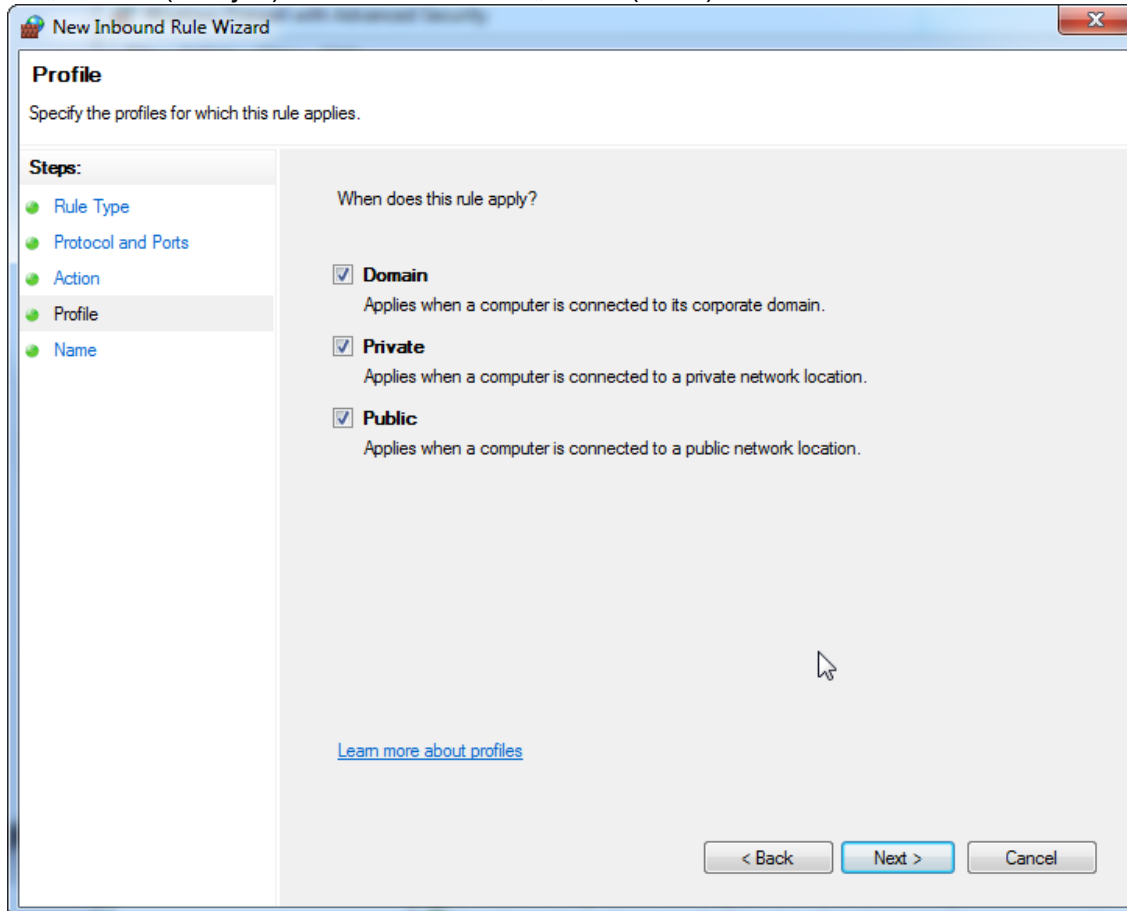 New Inbound Rule Wizard
Profile
Specify the profiles for which this rule applies.
Steps:
Rule Type
Protocol and Ports
Action
Profile
Name
When does this rule apply?
Domain
Applies when a computer is connected to its corporate domain.
Private
Applies when a computer is connected to a private network location.
Public
Applies when a computer is connected to a public network location.
Learn more about profiles
< Back
Next >
Cancel